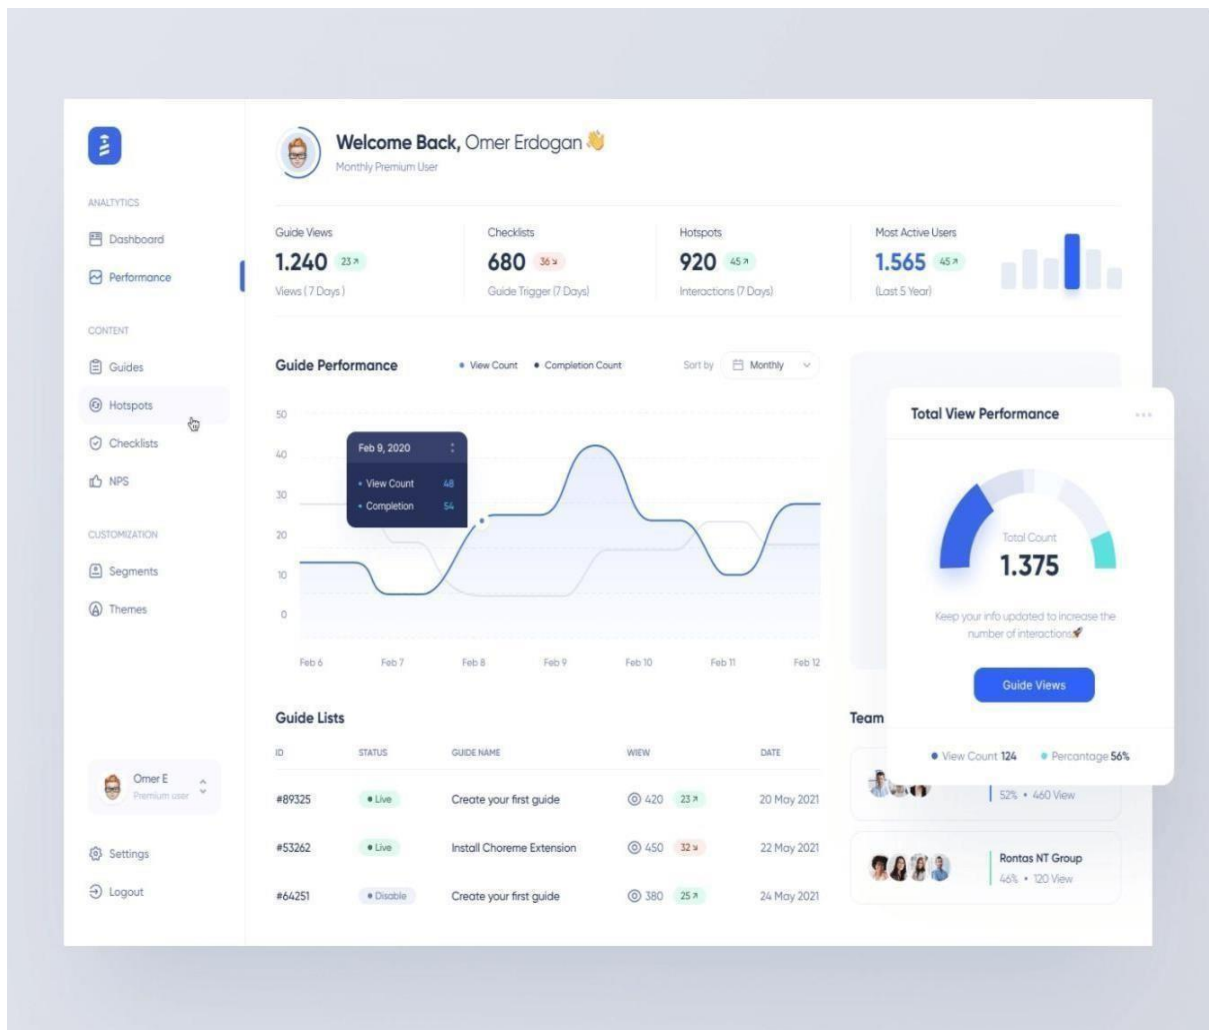 Welcome Back, Omer Erdogan
Monthly Premium User
ANALTYTICS
Dashboard
Performance
CONTENT
Guides
Hotspots
Checklists
NPS
CUSTOMIZATION
Segments
Themes
Omer E
Premium user
Settings
Logout
Guide Views
1.240 23
Views ( 7 Days )
Checklists
680 36
Guide Trigger (7 Days)
Hotspots
920 45
Interactions (7 Days)
Most Active Users
1.565 45
(Last 5 Year)
Guide Performance
View Count
Completion Count
Sort by
Monthly
50
40
30
20
10
0
Feb 9, 2020
View Count 48
Completion 54
Feb 6 Feb 7 Feb 8 Feb 9 Feb 10 Feb 11 Feb 12
Total View Performance
Total Count
1.375
Keep your info updated to increase the
number of interactions
Guide Views
View Count 124
Percantage 56%
Guide Lists
ID STATUS GUIDE NAME WIEW DATE
#89325 Live Create your first guide 420 23 20 May 2021
#53262 Live Install Choreme Extension 450 32 22 May 2021
#64251 Disable Create your first guide 380 25 24 May 2021
Team
52% • 460 View
Rontas NT Group
46% • 120 View